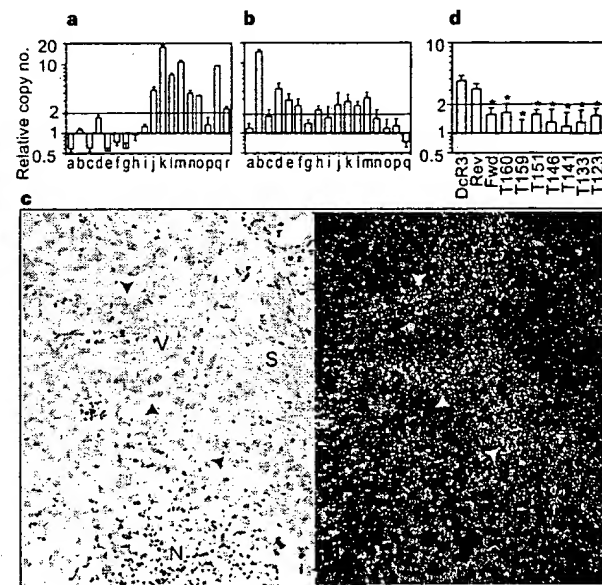 a b d
Relative copy no.
20
10
2
1
0.5
abcdefghijklmnopqr
abcdefghijklmnopq
10
2
1
0.5
* * * * * * * *
DcR3
Rev
Fwd
T160
T159
T151
T146
T141
T133
T123
c
V
S
N